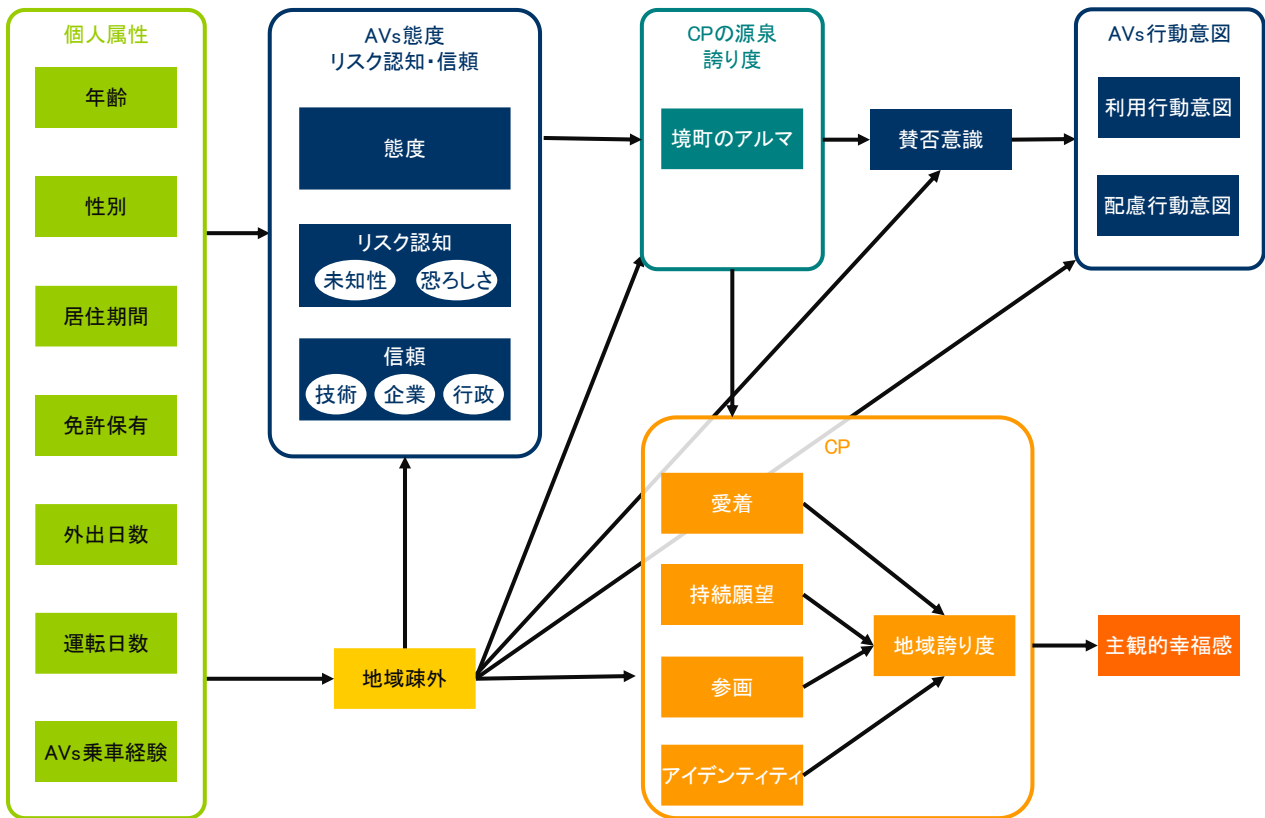 個人属性
年齢
性別
居住期間
免許保有
外出日数
運転日数
AVs乗車経験
AVs態度
リスク認知・信頼
態度
リスク認知
未知性
恐ろしさ
信頼
技術
企業
行政
地域疎外
CPの源泉
誇り度
境町のアルマ
賛否意識
AVs行動意図
利用行動意図
配慮行動意図
CP
愛着
持続願望
参画
アイデンティティ
地域誇り度
主観的幸福感